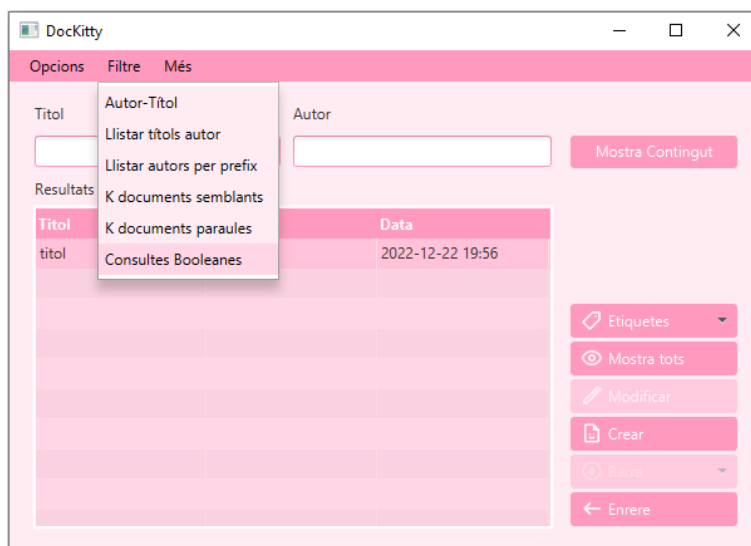 DocKitty
Opcions Filtre Més
Autor-Títol
Llistar títols autor
Llistar autors per prefix
K documents semblants
K documents paraules
Consultes Booleanes
Titol Autor
Mostra Contingut
Resultats
Titol Data
titol 2022-12-22 19:56
Etiquetes
Mostra tots
Modificar
Crear
Baixa
Enrere